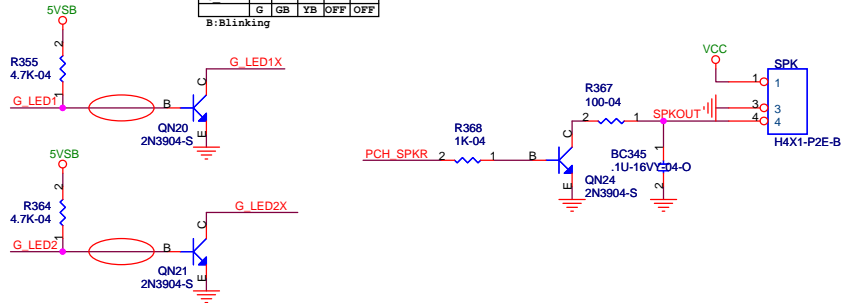 G GB YB OFF OFF
B:Blinking
5VSB
R355
4.7K-04
2
1
G_LED1
B
C
E
G_LED1X
QN20
2N3904-S
5VSB
R364
4.7K-04
2
1
G_LED2
B
C
E
G_LED2X
QN21
2N3904-S
PCH_SPKR
R368
1K-04
2
1
B
C
E
QN24
2N3904-S
R367
100-04
2
1
SPKOUT
BC345
.1U-16VY-04-O
1
2
VCC
SPK
1
1
3
3
4
4
H4X1-P2E-B